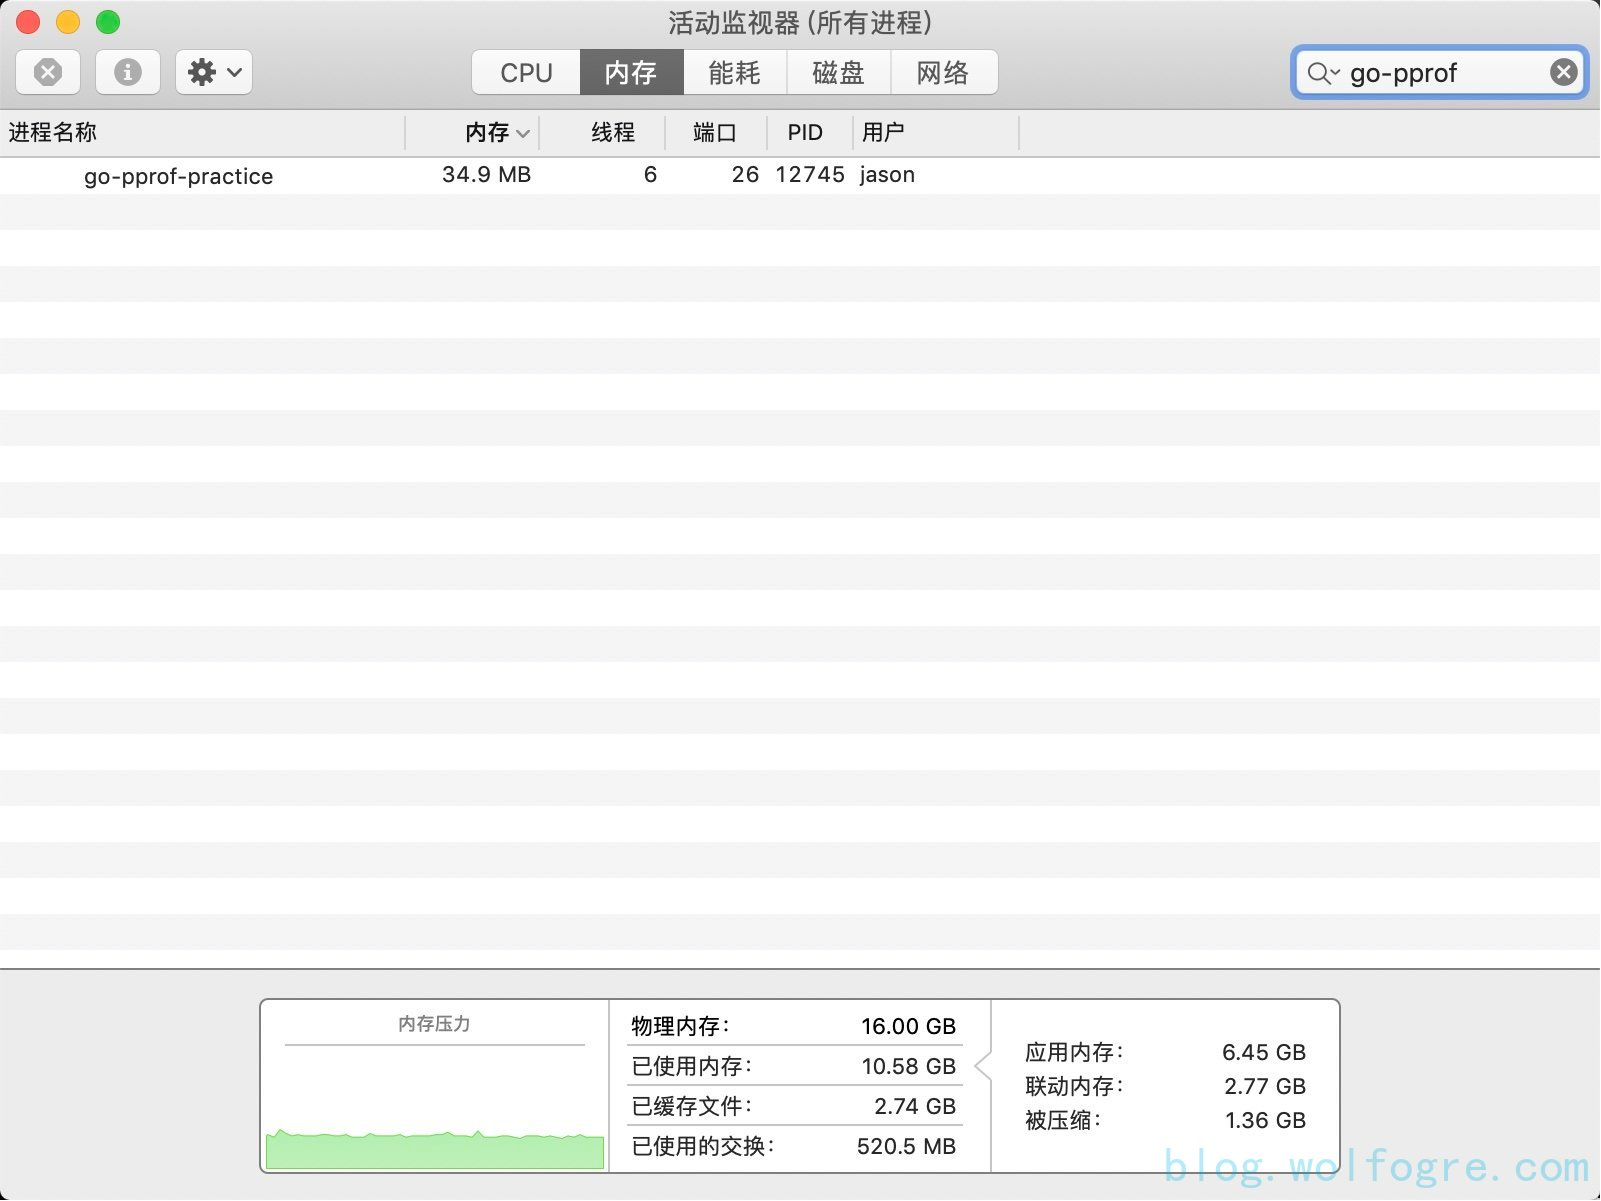 活动监视器 (所有进程)
CPU 内存 能耗 磁盘 网络 go-pprof
进程名称 内存 线程 端口 PID 用户
go-pprof-practice 34.9 MB 6 26 12745 jason
内存压力
物理内存: 16.00 GB
已使用内存: 10.58 GB
已缓存文件: 2.74 GB
已使用的交换: 520.5 MB
应用内存: 6.45 GB
联动内存: 2.77 GB
被压缩: 1.36 GB
blog.wolfogre.com